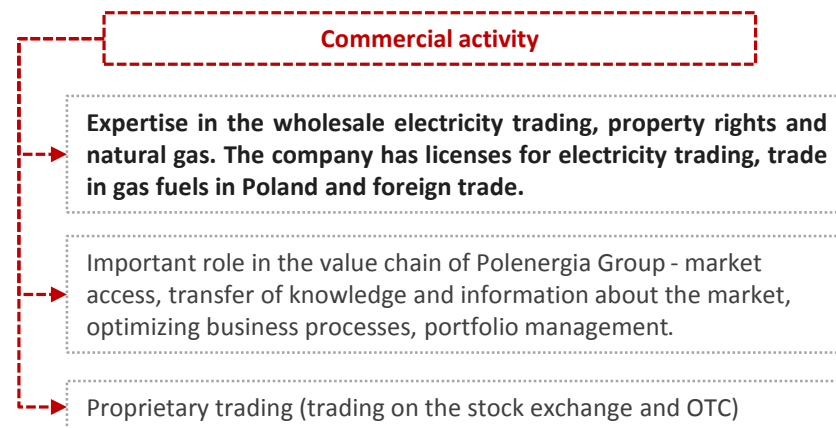 Commercial activity
Expertise in the wholesale electricity trading, property rights and
natural gas. The company has licenses for electricity trading, trade
in gas fuels in Poland and foreign trade.
Important role in the value chain of Polenergia Group - market
access, transfer of knowledge and information about the market,
optimizing business processes, portfolio management.
Proprietary trading (trading on the stock exchange and OTC)